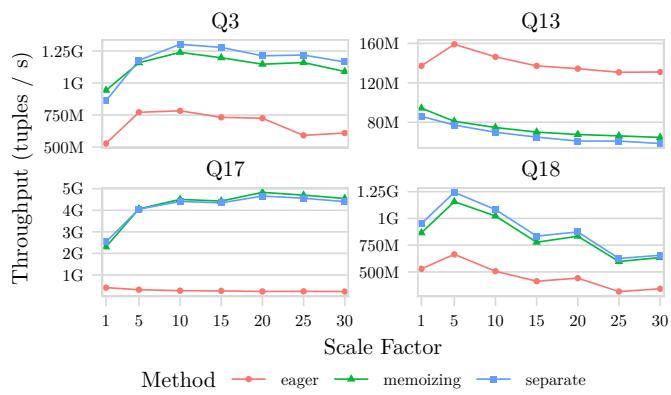 Q3
Q13
1.25G
1G
750M
500M
160M
120M
80M
Throughput (tuples / s)
Q17
Q18
5G
4G
3G
2G
1G
1.25G
1G
750M
500M
1 5 10 15 20 25 30
1 5 10 15 20 25 30
Scale Factor
Method eager memoizing separate